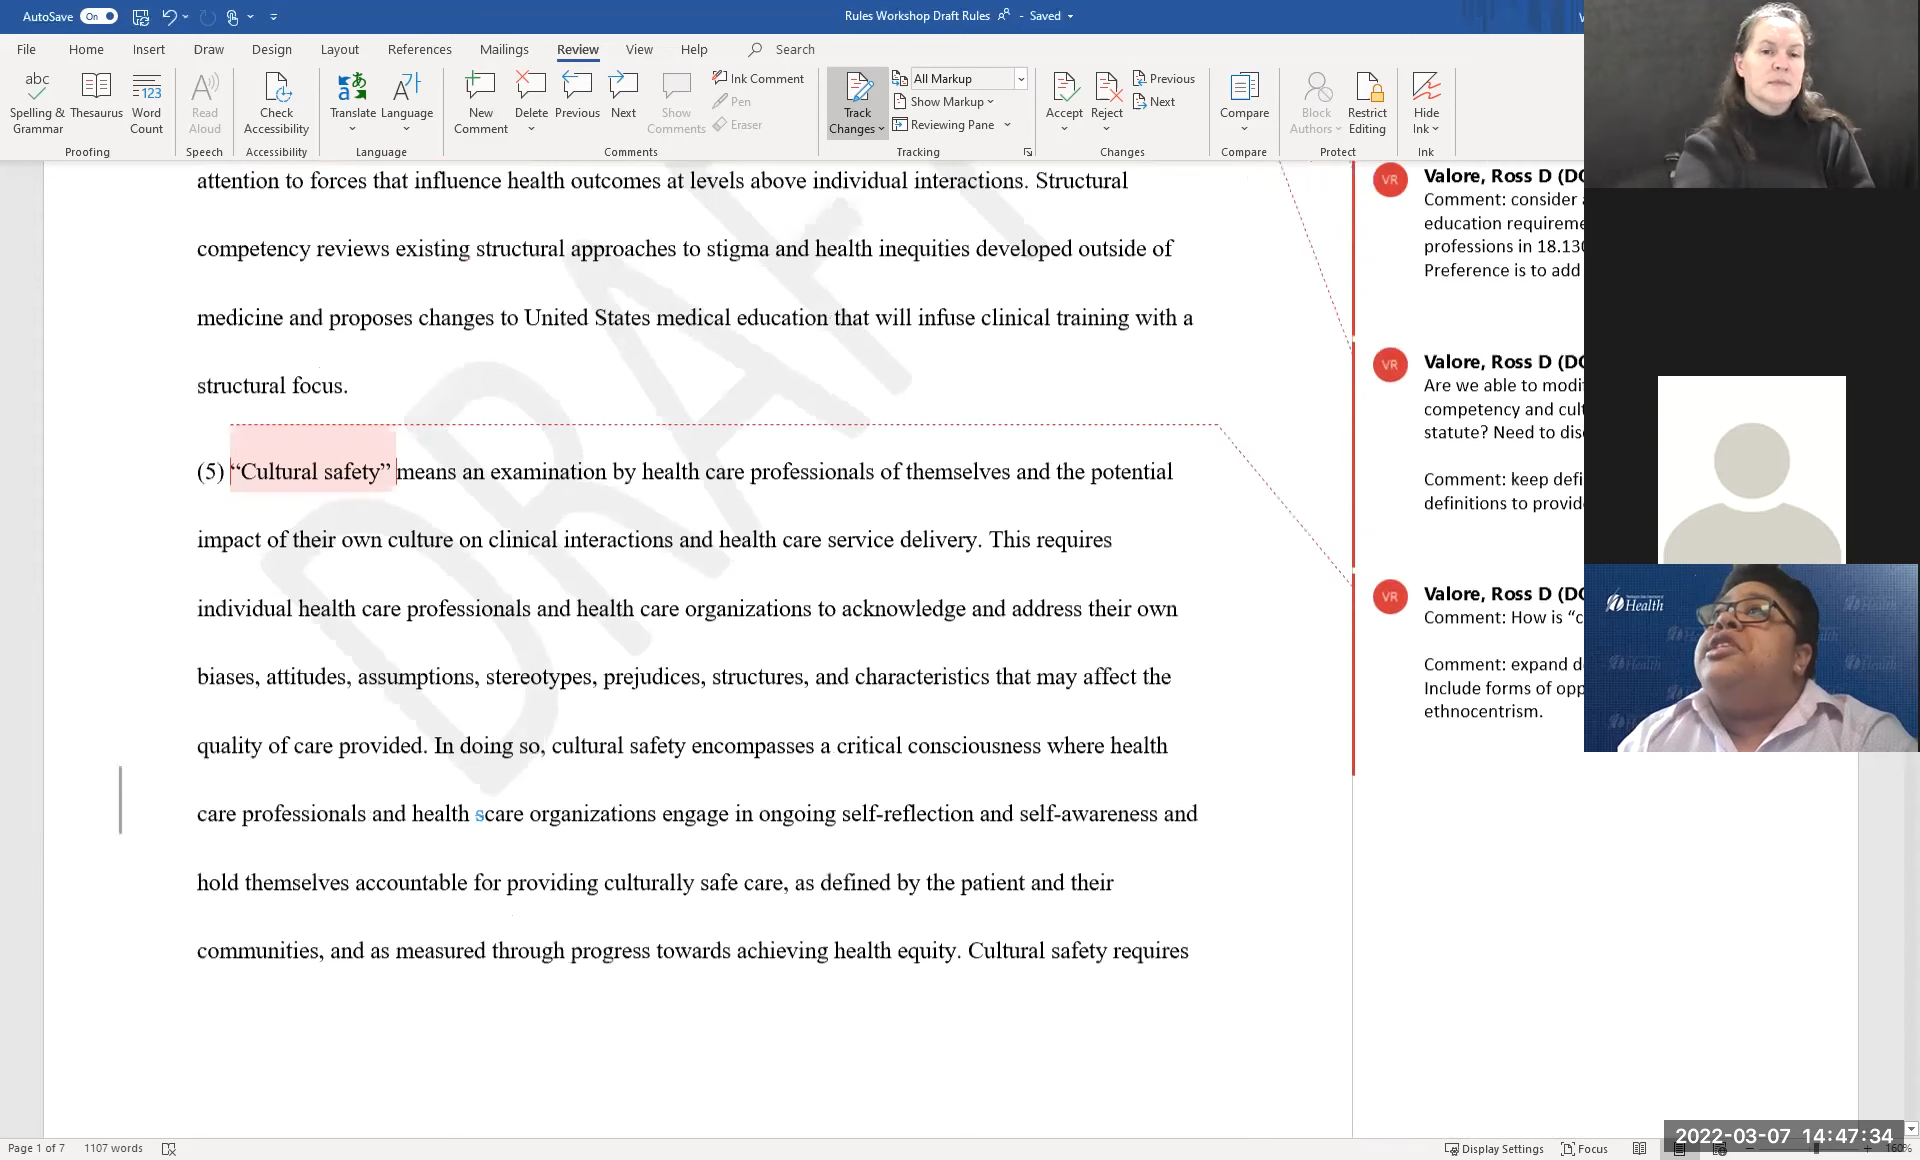 AutoSave On
Rules Workshop Draft Rules - Saved
File Home Insert Draw Design Layout References Mailings Review View Help Search
abc
Spelling & Grammar
Thesaurus
123
Word Count
Proofing
Read Aloud
Speech
Check Accessibility
Accessibility
Translate
Language
Language
New Comment
Delete
Previous
Next
Show Comments
Ink Comment
Pen
Eraser
Comments
Track Changes
All Markup
Show Markup
Reviewing Pane
Tracking
Accept
Reject
Previous
Next
Changes
Compare
Compare
Block Authors
Restrict Editing
Protect
Hide Ink
Ink
DRAFT
attention to forces that influence health outcomes at levels above individual interactions. Structural
competency reviews existing structural approaches to stigma and health inequities developed outside of
medicine and proposes changes to United States medical education that will infuse clinical training with a
structural focus.
(5) “Cultural safety” means an examination by health care professionals of themselves and the potential
impact of their own culture on clinical interactions and health care service delivery. This requires
individual health care professionals and health care organizations to acknowledge and address their own
biases, attitudes, assumptions, stereotypes, prejudices, structures, and characteristics that may affect the
quality of care provided. In doing so, cultural safety encompasses a critical consciousness where health
care professionals and health scare organizations engage in ongoing self-reflection and self-awareness and
hold themselves accountable for providing culturally safe care, as defined by the patient and their
communities, and as measured through progress towards achieving health equity. Cultural safety requires
VR
Valore, Ross D (DO
Comment: consider
education requireme
professions in 18.130
Preference is to add
VR
Valore, Ross D (DO
Are we able to modi
competency and cult
statute? Need to dis
Comment: keep defi
definitions to provid
VR
Valore, Ross D (DO
Comment: How is “c
Comment: expand d
Include forms of opp
ethnocentrism.
Health
Health
Health
Page 1 of 7 1107 words
Display Settings Focus
2022-03-07 14:47:34
160%